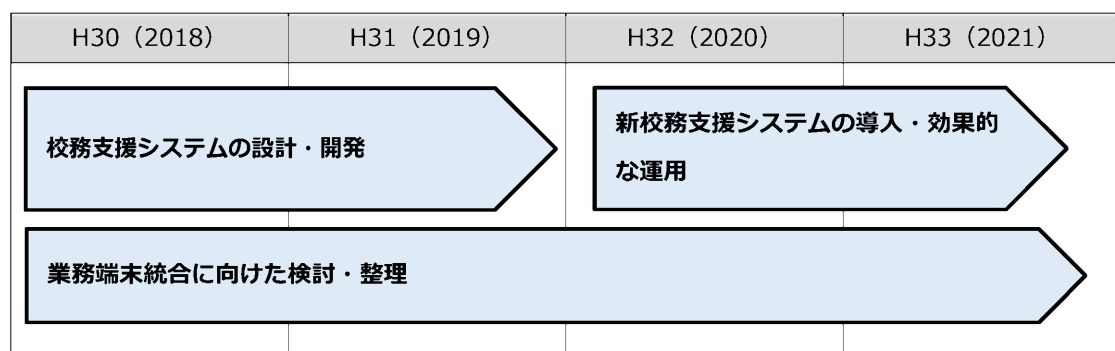 H30（2018）
H31（2019）
H32（2020）
H33（2021）
校務支援システムの設計・開発
新校務支援システムの導入・効果的
な運用
業務端末統合に向けた検討・整理